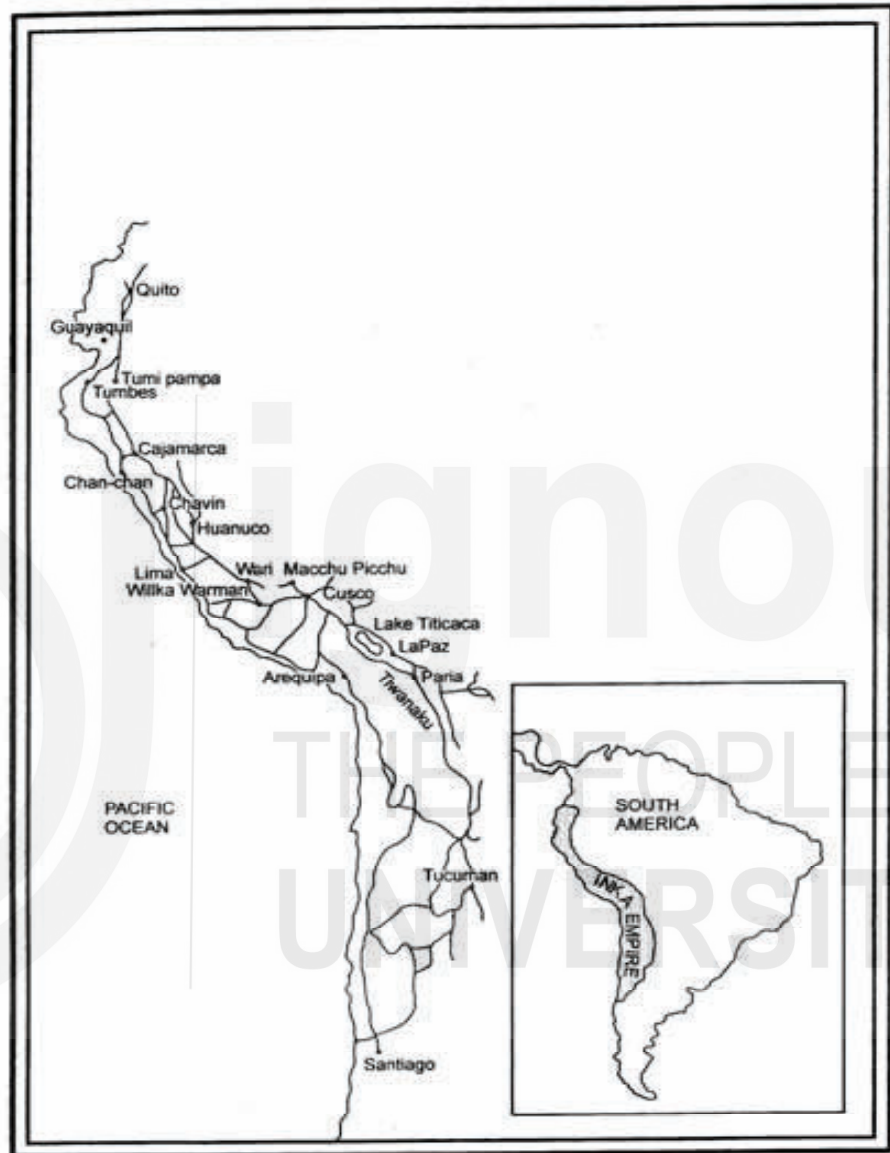 Quito
Guayaquil
Tumi pampa
Tumbes
Cajamarca
Chan-chan
Chavin
Huanuco
Lima
Wari
Macchu Picchu
Willka Warman
Cusco
Lake Titicaca
LaPaz
Arequipa
Paria
Tiwanaku
PACIFIC
OCEAN
Tucuman
Santiago
SOUTH
AMERICA
INKA EMPIRE
ignou
THE PEOPLE
UNIVERSIT